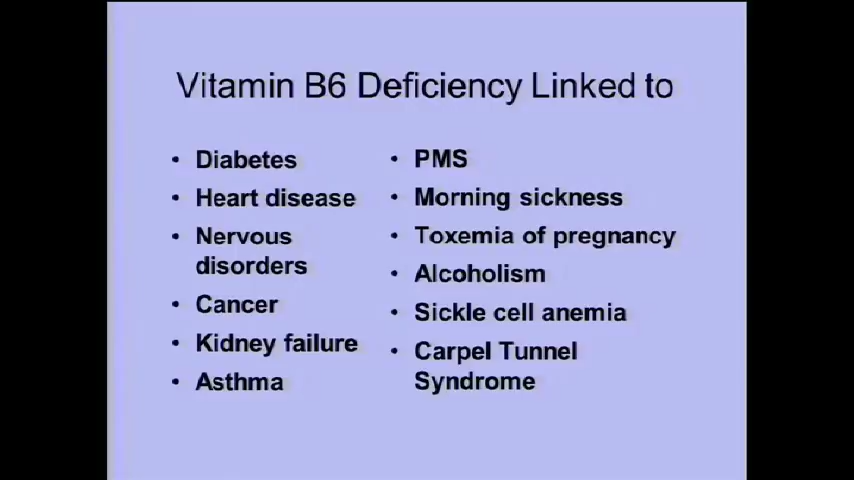 Vitamin B6 Deficiency Linked to
• Diabetes
• Heart disease
• Nervous
disorders
• Cancer
• Kidney failure
• Asthma
• PMS
• Morning sickness
• Toxemia of pregnancy
• Alcoholism
• Sickle cell anemia
• Carpel Tunnel
Syndrome